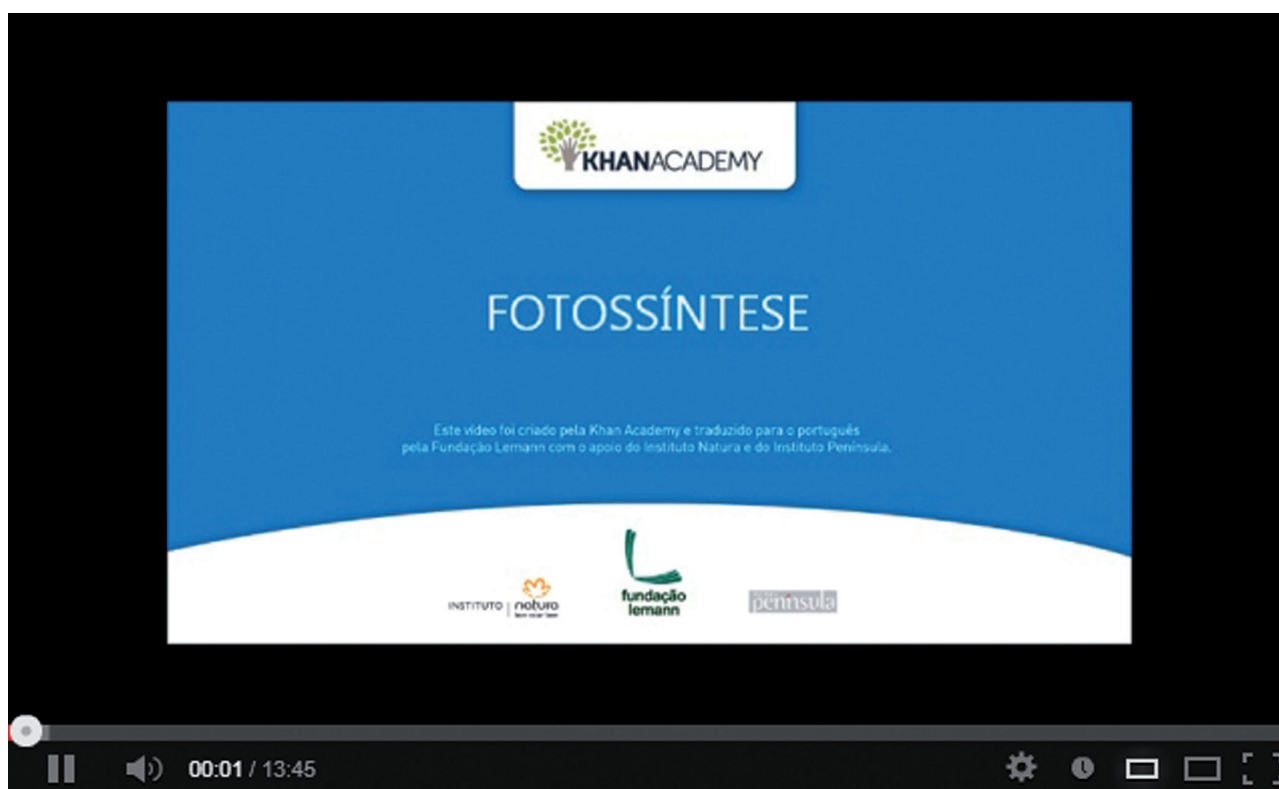 KHANACADEMY
FOTOSSÍNTESE
Este vídeo foi criado pela Khan Academy e traduzido para o português
pela Fundação Lemann com o apoio do Instituto Natura e do Instituto Península.
INSTITUTO natura
fundação
lemann
península
00:01 / 13:45